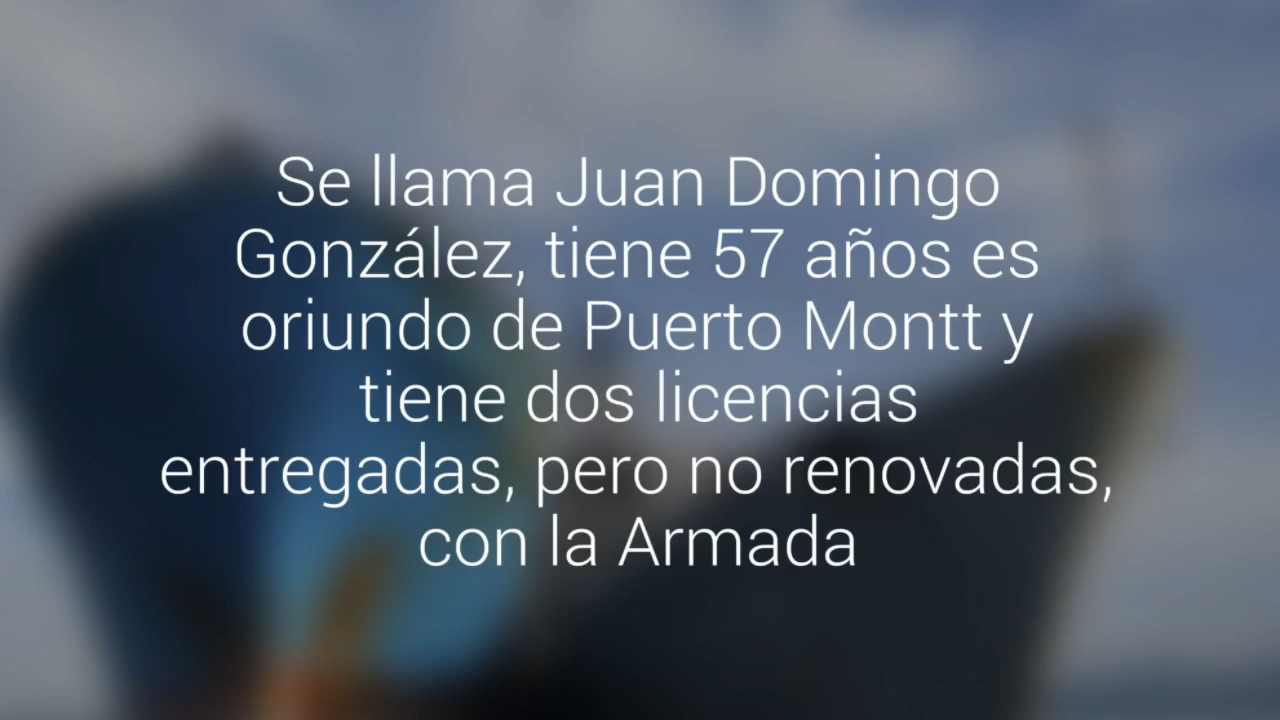 Se llama Juan Domingo
González, tiene 57 años es
oriundo de Puerto Montt y
tiene dos licencias
entregadas, pero no renovadas,
con la Armada